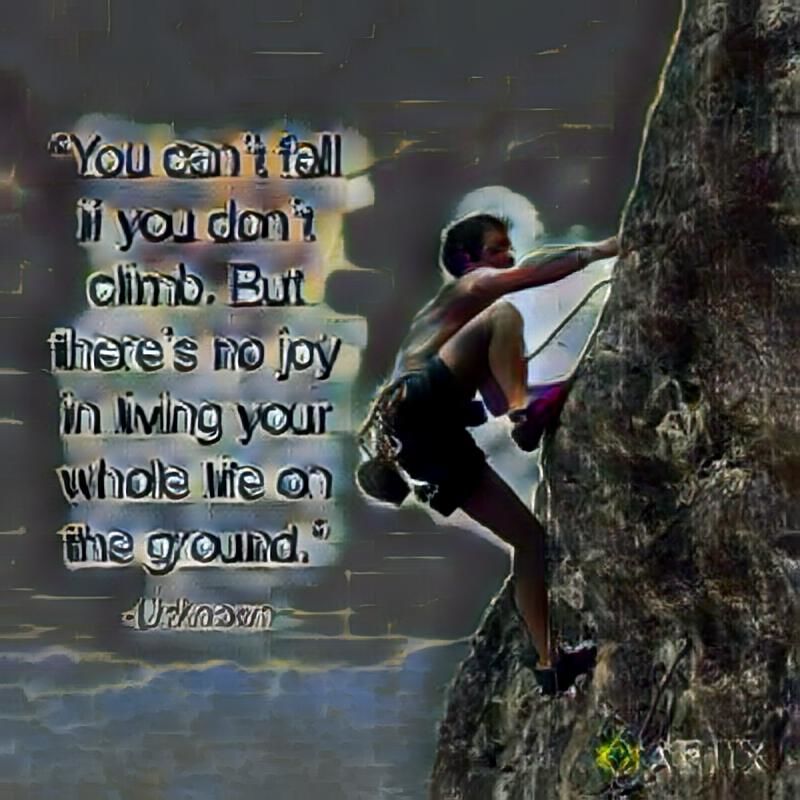 "You can't fall
if you don't
climb. But
there's no joy
in living your
whole life on
the ground."
-Unknown